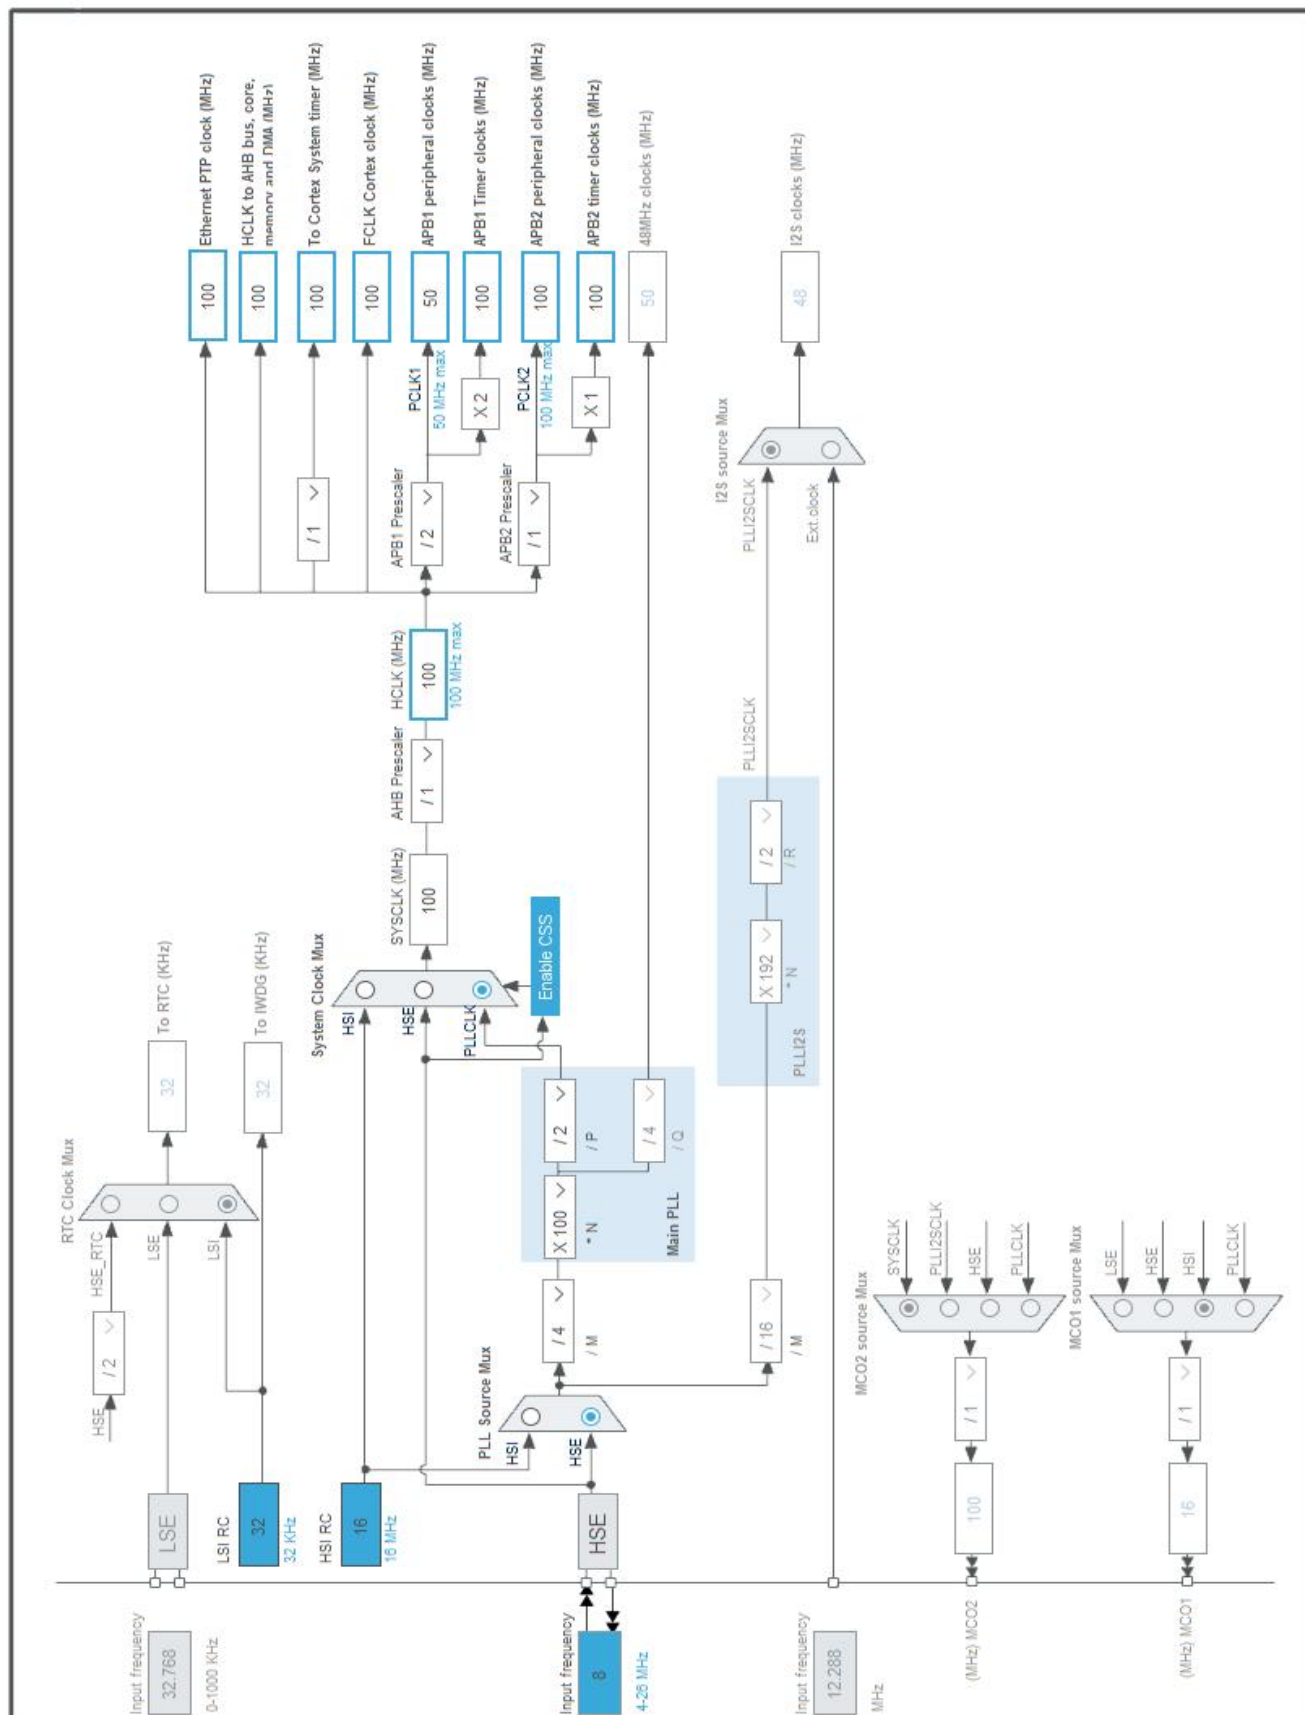 Input frequency
32.768
0-1000 KHz
LSE
LSI RC
32
32 KHz
HSI RC
16
16 MHz
HSE
/ 2
HSE_RTC
LSE
LSI
RTC Clock Mux
32
To RTC (KHz)
32
To IWDG (KHz)
Input frequency
8
4-26 MHz
HSE
PLL Source Mux
HSI
HSE
/ 4
/ M
X 100
* N
/ 2
/ P
/ 4
/ Q
Main PLL
System Clock Mux
HSI
HSE
PLLCLK
Enable CSS
SYSCLK (MHz)
100
AHB Prescaler
/ 1
HCLK (MHz)
100
100 MHz max
/ 1
APB1 Prescaler
/ 2
PCLK1
50 MHz max
X 2
APB2 Prescaler
/ 1
PCLK2
100 MHz max
X 1
100
Ethernet PTP clock (MHz)
100
HCLK to AHB bus, core,
memory and DMA (MHz)
100
To Cortex System timer (MHz)
100
FCLK Cortex clock (MHz)
50
APB1 peripheral clocks (MHz)
100
APB1 Timer clocks (MHz)
100
APB2 peripheral clocks (MHz)
100
APB2 timer clocks (MHz)
50
48MHz clocks (MHz)
Input frequency
12.288
MHz
/ 16
/ M
X 192
* N
/ 2
/ R
PLLI2S
PLLI2SCLK
PLLI2SCLK
Ext.clock
I2S source Mux
48
I2S clocks (MHz)
(MHz) MCO2
100
/ 1
MCO2 source Mux
SYSCLK
PLLI2SCLK
HSE
PLLCLK
(MHz) MCO1
16
/ 1
MCO1 source Mux
LSE
HSE
HSI
PLLCLK